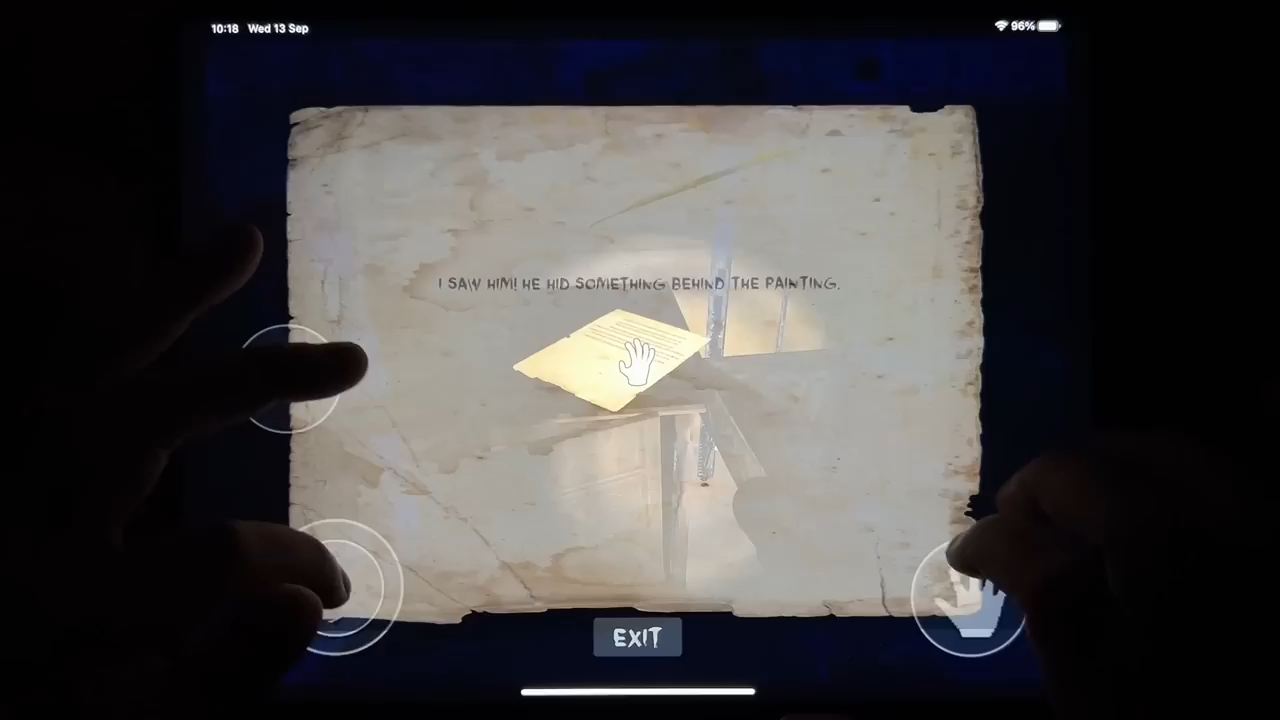 10:18 Wed 13 Sep 96%
I SAW HIM! HE HID SOMETHING BEHIND THE PAINTING.
EXIT